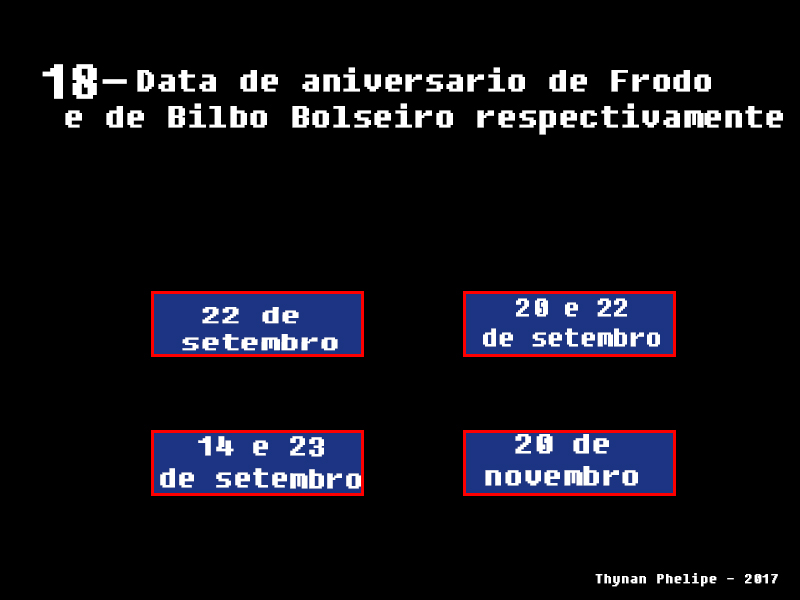 18-Data de aniversario de Frodo
e de Bilbo Bolseiro respectivamente
22 de
setembro
20 e 22
de setembro
14 e 23
de setembro
20 de
novembro
Thynan Phelipe - 2017